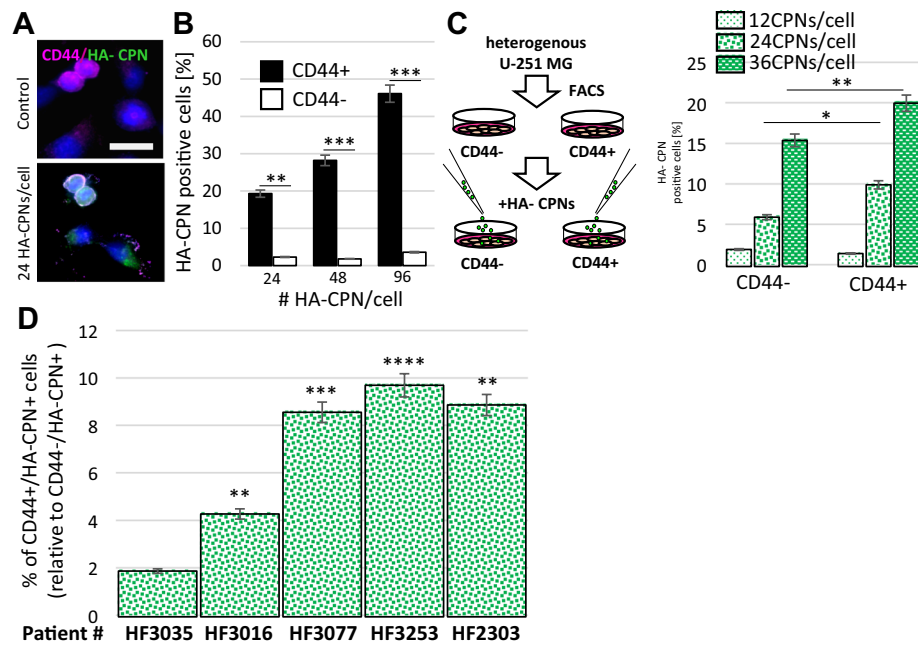 A
CD44/HA- CPN
Control
24 HA-CPNs/cell
B
HA-CPN positive cells [%]
60
50
40
30
20
10
0
CD44+
CD44-
**
***
***
24
48
96
# HA-CPN/cell
C
heterogenous
U-251 MG
FACS
CD44-
CD44+
+HA- CPNs
CD44-
CD44+
12CPNs/cell
24CPNs/cell
36CPNs/cell
HA- CPN
positive cells [%]
25
20
15
10
5
0
**
*
CD44-
CD44+
D
% of CD44+/HA-CPN+ cells
(relative to CD44-/HA-CPN+)
12
10
8
6
4
2
0
**
***
****
**
Patient # HF3035 HF3016 HF3077 HF3253 HF2303